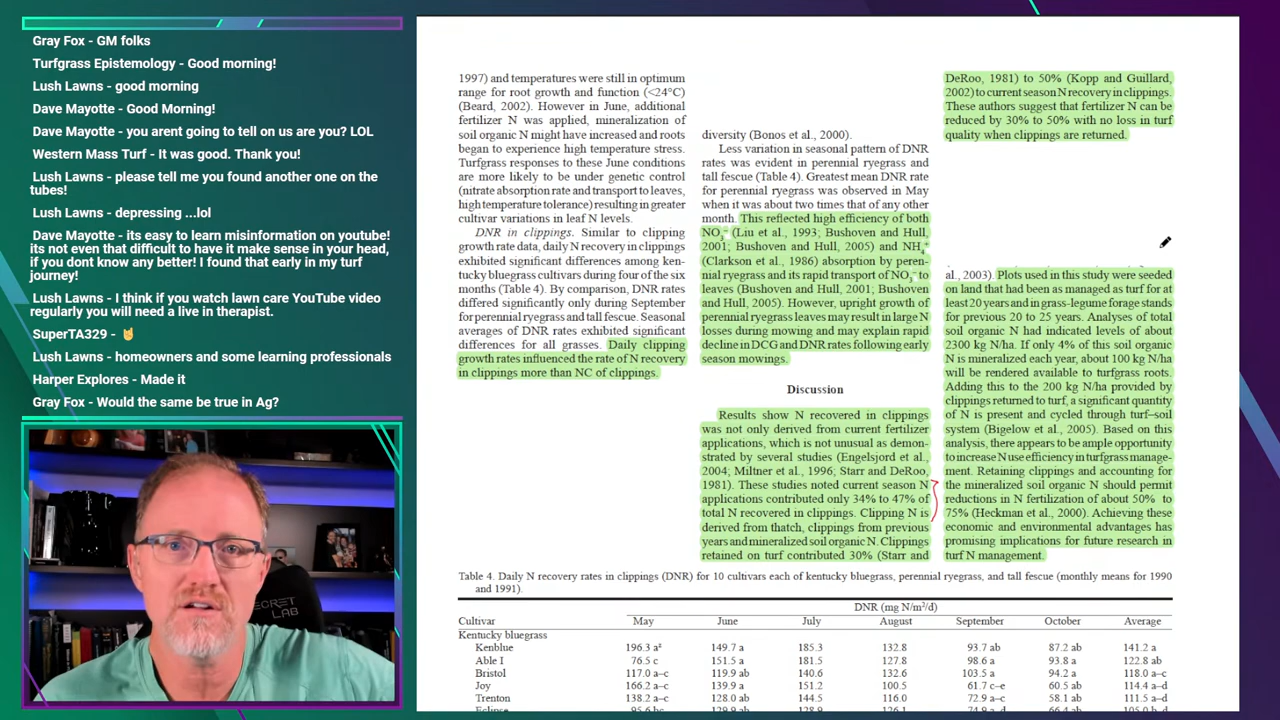 Gray Fox - GM folks
Turfgrass Epistemology - Good morning!
Lush Lawns - good morning
Dave Mayotte - Good Morning!
Dave Mayotte - you arent going to tell on us are you? LOL
Western Mass Turf - It was good. Thank you!
Lush Lawns - please tell me you found another one on the
tubes!
Lush Lawns - depressing ...lol
Dave Mayotte - its easy to learn misinformation on youtube!
its not even that difficult to have it make sense in your head,
if you dont know any better! I found that early in my turf
journey!
Lush Lawns - I think if you watch lawn care YouTube video
regularly you will need a live in therapist.
SuperTA329 - 🤘
Lush Lawns - homeowners and some learning professionals
Harper Explores - Made it
Gray Fox - Would the same be true in Ag?
SECRET
LAB
1997) and temperatures were still in optimum
range for root growth and function (<24°C)
(Beard, 2002). However in June, additional
fertilizer N was applied, mineralization of
soil organic N might have increased and roots
began to experience high temperature stress.
Turfgrass responses to these June conditions
are more likely to be under genetic control
(nitrate absorption rate and transport to leaves,
high temperature tolerance) resulting in greater
cultivar variations in leaf N levels.
DNR in clippings. Similar to clipping
growth rate data, daily N recovery in clippings
exhibited significant differences among ken-
tucky bluegrass cultivars during four of the six
months (Table 4). By comparison, DNR rates
differed significantly only during September
for perennial ryegrass and tall fescue. Seasonal
averages of DNR rates exhibited significant
differences for all grasses. Daily clipping
growth rates influenced the rate of N recovery
in clippings more than NC of clippings.
diversity (Bonos et al., 2000).
Less variation in seasonal pattern of DNR
rates was evident in perennial ryegrass and
tall fescue (Table 4). Greatest mean DNR rate
for perennial ryegrass was observed in May
when it was about two times that of any other
month. This reflected high efficiency of both
NO₃⁻ (Liu et al., 1993; Bushoven and Hull,
2001; Bushoven and Hull, 2005) and NH₄⁺
(Clarkson et al., 1986) absorption by peren-
nial ryegrass and its rapid transport of NO₃⁻ to
leaves (Bushoven and Hull, 2001; Bushoven
and Hull, 2005). However, upright growth of
perennial ryegrass leaves may result in large N
losses during mowing and may explain rapid
decline in DCG and DNR rates following early
season mowings.
Discussion
Results show N recovered in clippings
was not only derived from current fertilizer
applications, which is not unusual as demon-
strated by several studies (Engelsjord et al.,
2004; Miltner et al., 1996; Starr and DeRoo,
1981). These studies noted current season N
applications contributed only 34% to 47% of
total N recovered in clippings. Clipping N is
derived from thatch, clippings from previous
years and mineralized soil organic N. Clippings
retained on turf contributed 30% (Starr and
DeRoo, 1981) to 50% (Kopp and Guillard,
2002) to current season N recovery in clippings.
These authors suggest that fertilizer N can be
reduced by 30% to 50% with no loss in turf
quality when clippings are returned.
al., 2003). Plots used in this study were seeded
on land that had been as managed as turf for at
least 20 years and in grass-legume forage stands
for previous 20 to 25 years. Analyses of total
soil organic N had indicated levels of about
2300 kg N/ha. If only 4% of this soil organic
N is mineralized each year, about 100 kg N/ha
will be rendered available to turfgrass roots.
Adding this to the 200 kg N/ha provided by
clippings returned to turf, a significant quantity
of N is present and cycled through turf–soil
system (Bigelow et al., 2005). Based on this
analysis, there appears to be ample opportunity
to increase N use efficiency in turfgrass manage-
ment. Retaining clippings and accounting for
the mineralized soil organic N should permit
reductions in N fertilization of about 50% to
75% (Heckman et al., 2000). Achieving these
economic and environmental advantages has
promising implications for future research in
turf N management.
Table 4. Daily N recovery rates in clippings (DNR) for 10 cultivars each of kentucky bluegrass, perennial ryegrass, and tall fescue (monthly means for 1990
and 1991).
DNR (mg N/m²/d)
Cultivar May June July August September October Average
Kentucky bluegrass
Kenblue 196.3 aᶻ 149.7 a 185.3 132.8 93.7 ab 87.2 ab 141.2 a
Able I 76.5 c 151.5 a 181.5 127.8 98.6 a 93.8 a 122.8 ab
Bristol 117.0 a–c 119.9 ab 140.6 132.6 103.5 a 94.2 a 118.0 a–c
Joy 166.2 a–c 139.9 a 151.2 100.5 61.7 c–e 60.5 ab 114.4 a–d
Trenton 138.2 a–c 128.0 ab 144.5 116.0 72.9 a–c 58.1 ab 111.5 a–d